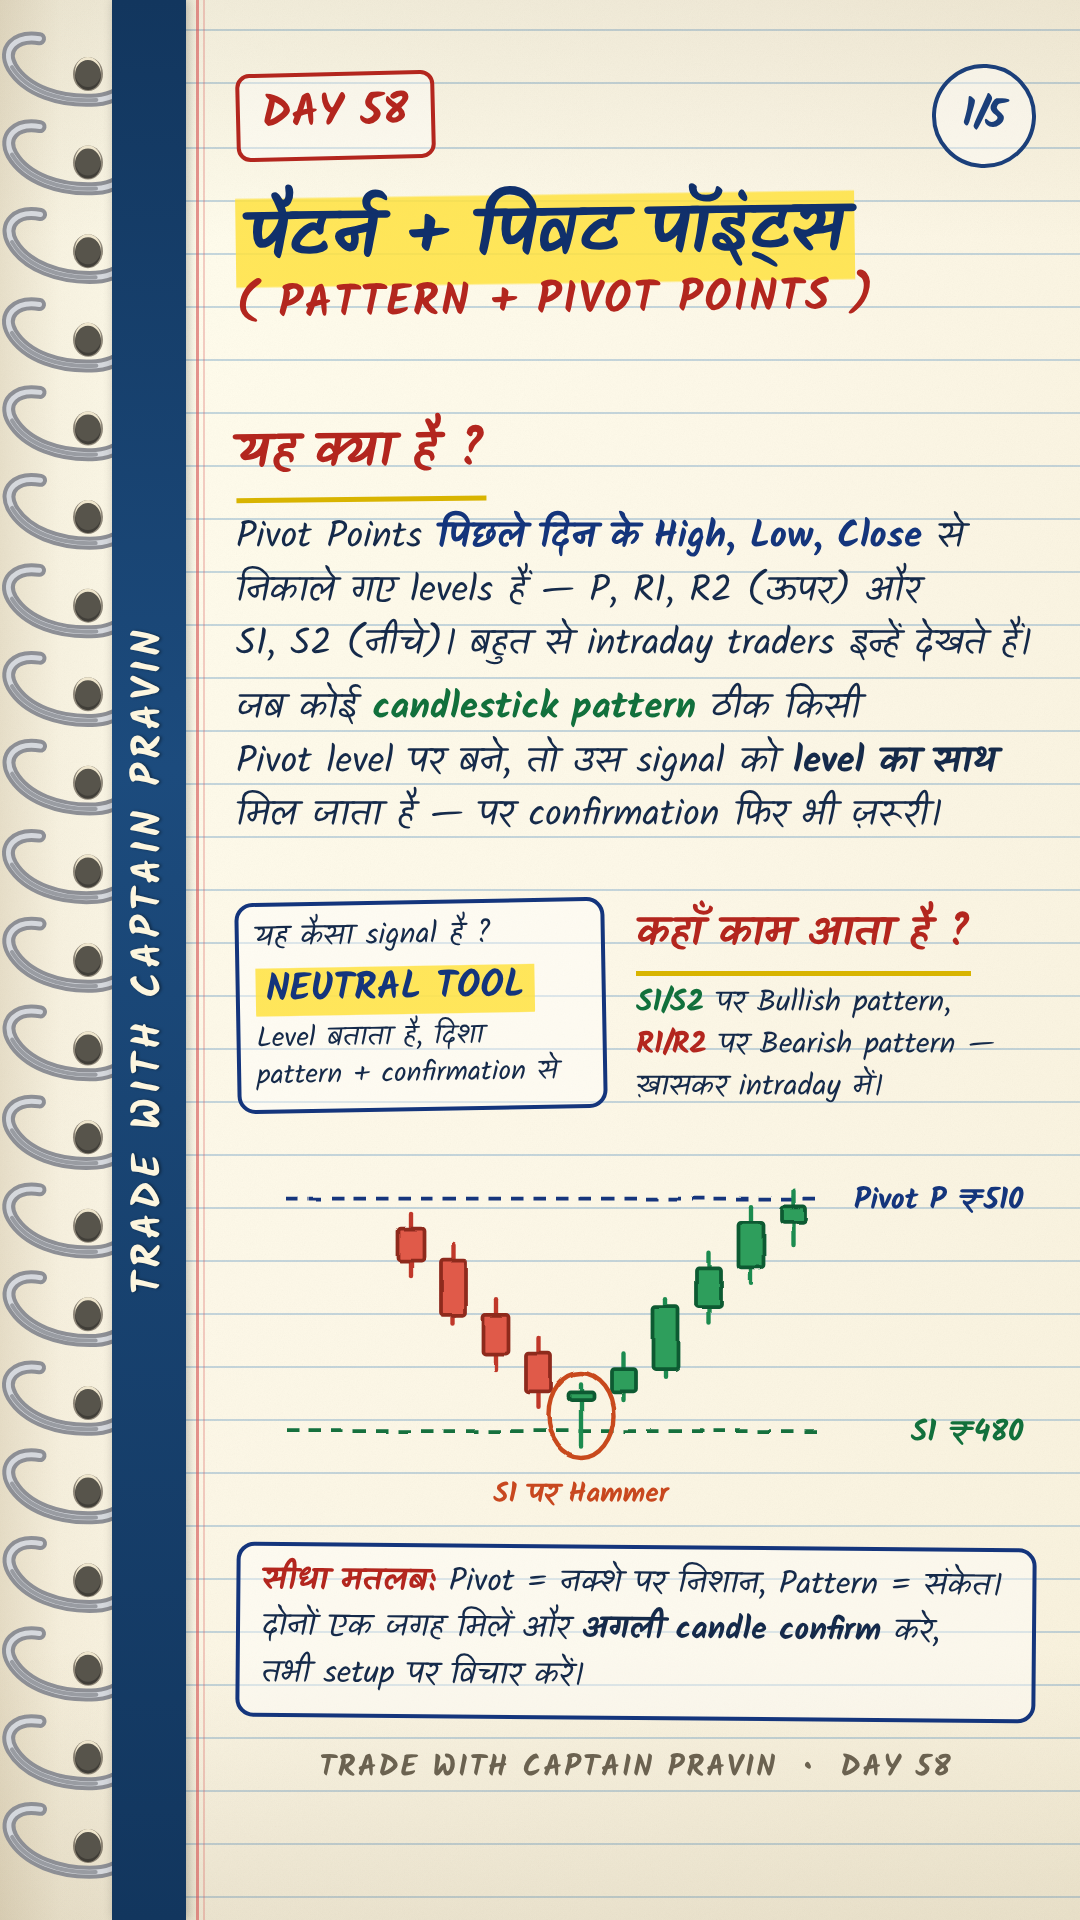 DAY 58
1/5
पैटर्न + पिवट पॉइंट्स
( PATTERN + PIVOT POINTS )
यह क्या है ?
Pivot Points पिछले दिन के High, Low, Close से
निकाले गए levels हैं — P, R1, R2 (ऊपर) और
S1, S2 (नीचे)। बहुत से intraday traders इन्हें देखते हैं।
जब कोई candlestick pattern ठीक किसी
Pivot level पर बने, तो उस signal को level का साथ
मिल जाता है — पर confirmation फिर भी ज़रूरी।
यह कैसा signal है ?
NEUTRAL TOOL
Level बताता है, दिशा
pattern + confirmation से
कहाँ काम आता है ?
S1/S2 पर Bullish pattern,
R1/R2 पर Bearish pattern —
ख़ासकर intraday में।
Pivot P ₹510
S1 ₹480
S1 पर Hammer
सीधा मतलब: Pivot = नक्शे पर निशान, Pattern = संकेत।
दोनों एक जगह मिलें और अगली candle confirm करे,
तभी setup पर विचार करें।
TRADE WITH CAPTAIN PRAVIN · DAY 58
TRADE WITH CAPTAIN PRAVIN